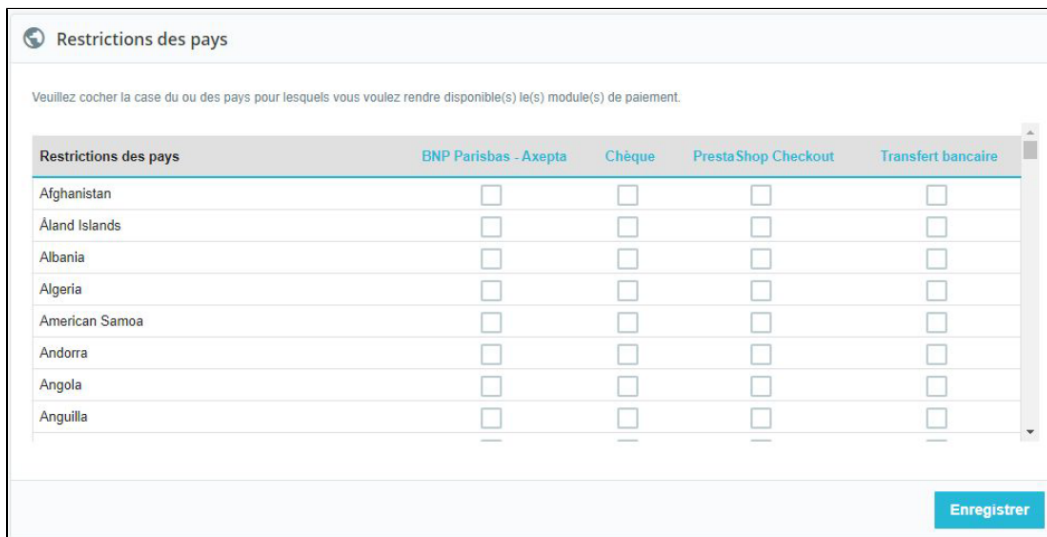 Restrictions des pays
Veuillez cocher la case du ou des pays pour lesquels vous voulez rendre disponible(s) le(s) module(s) de paiement.
Restrictions des pays BNP Parisbas - Axepta Chèque PrestaShop Checkout Transfert bancaire
Afghanistan
Åland Islands
Albania
Algeria
American Samoa
Andorra
Angola
Anguilla
Enregistrer